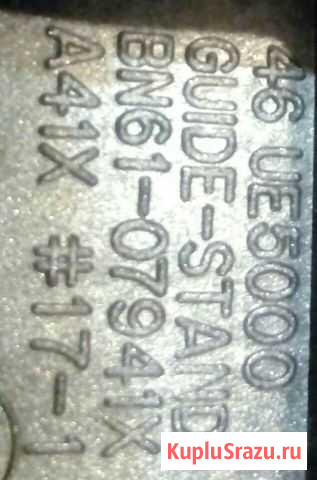 46 UE5000
GUIDE-STAND
BN61-07941X
A41X #17-1
KupluSrazu.ru